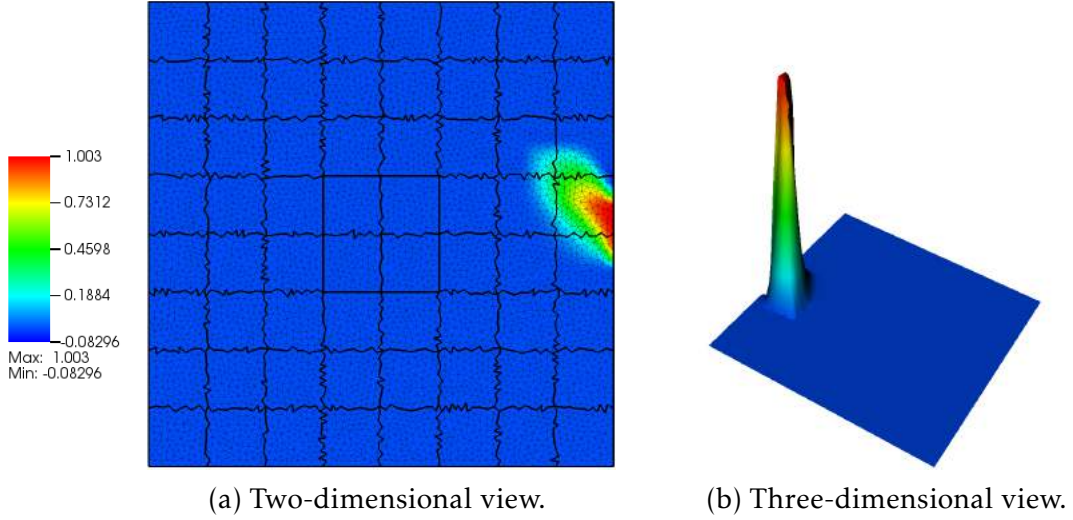 1.003
0.7312
0.4598
0.1884
-0.08296
Max: 1.003
Min: -0.08296
(a) Two-dimensional view.
(b) Three-dimensional view.